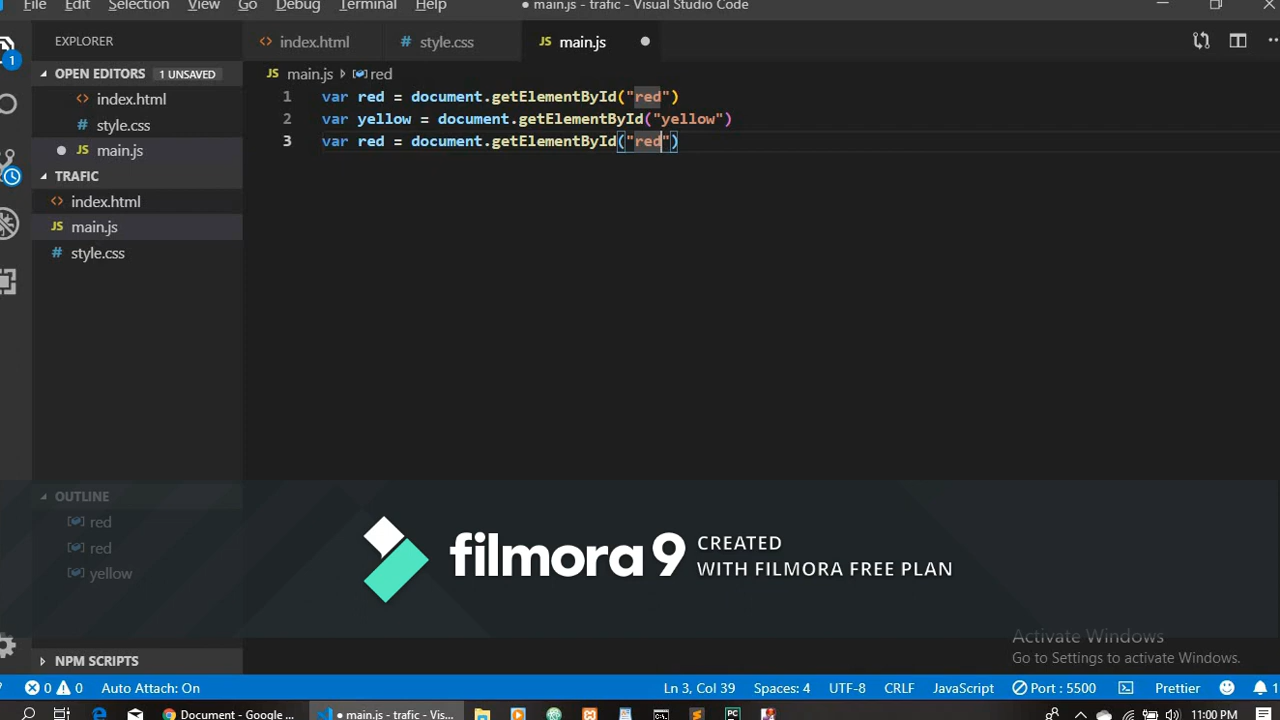 File Edit Selection View Go Debug Terminal Help ● main.js - trafic - Visual Studio Code
EXPLORER
index.html
style.css
main.js
OPEN EDITORS 1 UNSAVED
index.html
style.css
main.js
TRAFIC
index.html
main.js
style.css
JS main.js red
1 var red = document.getElementById("red")
2 var yellow = document.getElementById("yellow")
3 var red = document.getElementById("red")
1
OUTLINE
red
red
yellow
filmora 9 CREATED
WITH FILMORA FREE PLAN
NPM SCRIPTS
Activate Windows
Go to Settings to activate Windows.
0 0 Auto Attach: On Ln 3, Col 39 Spaces: 4 UTF-8 CRLF JavaScript Port : 5500 Prettier 1
Document - Google ... ● main.js - trafic - Vis... 11:00 PM